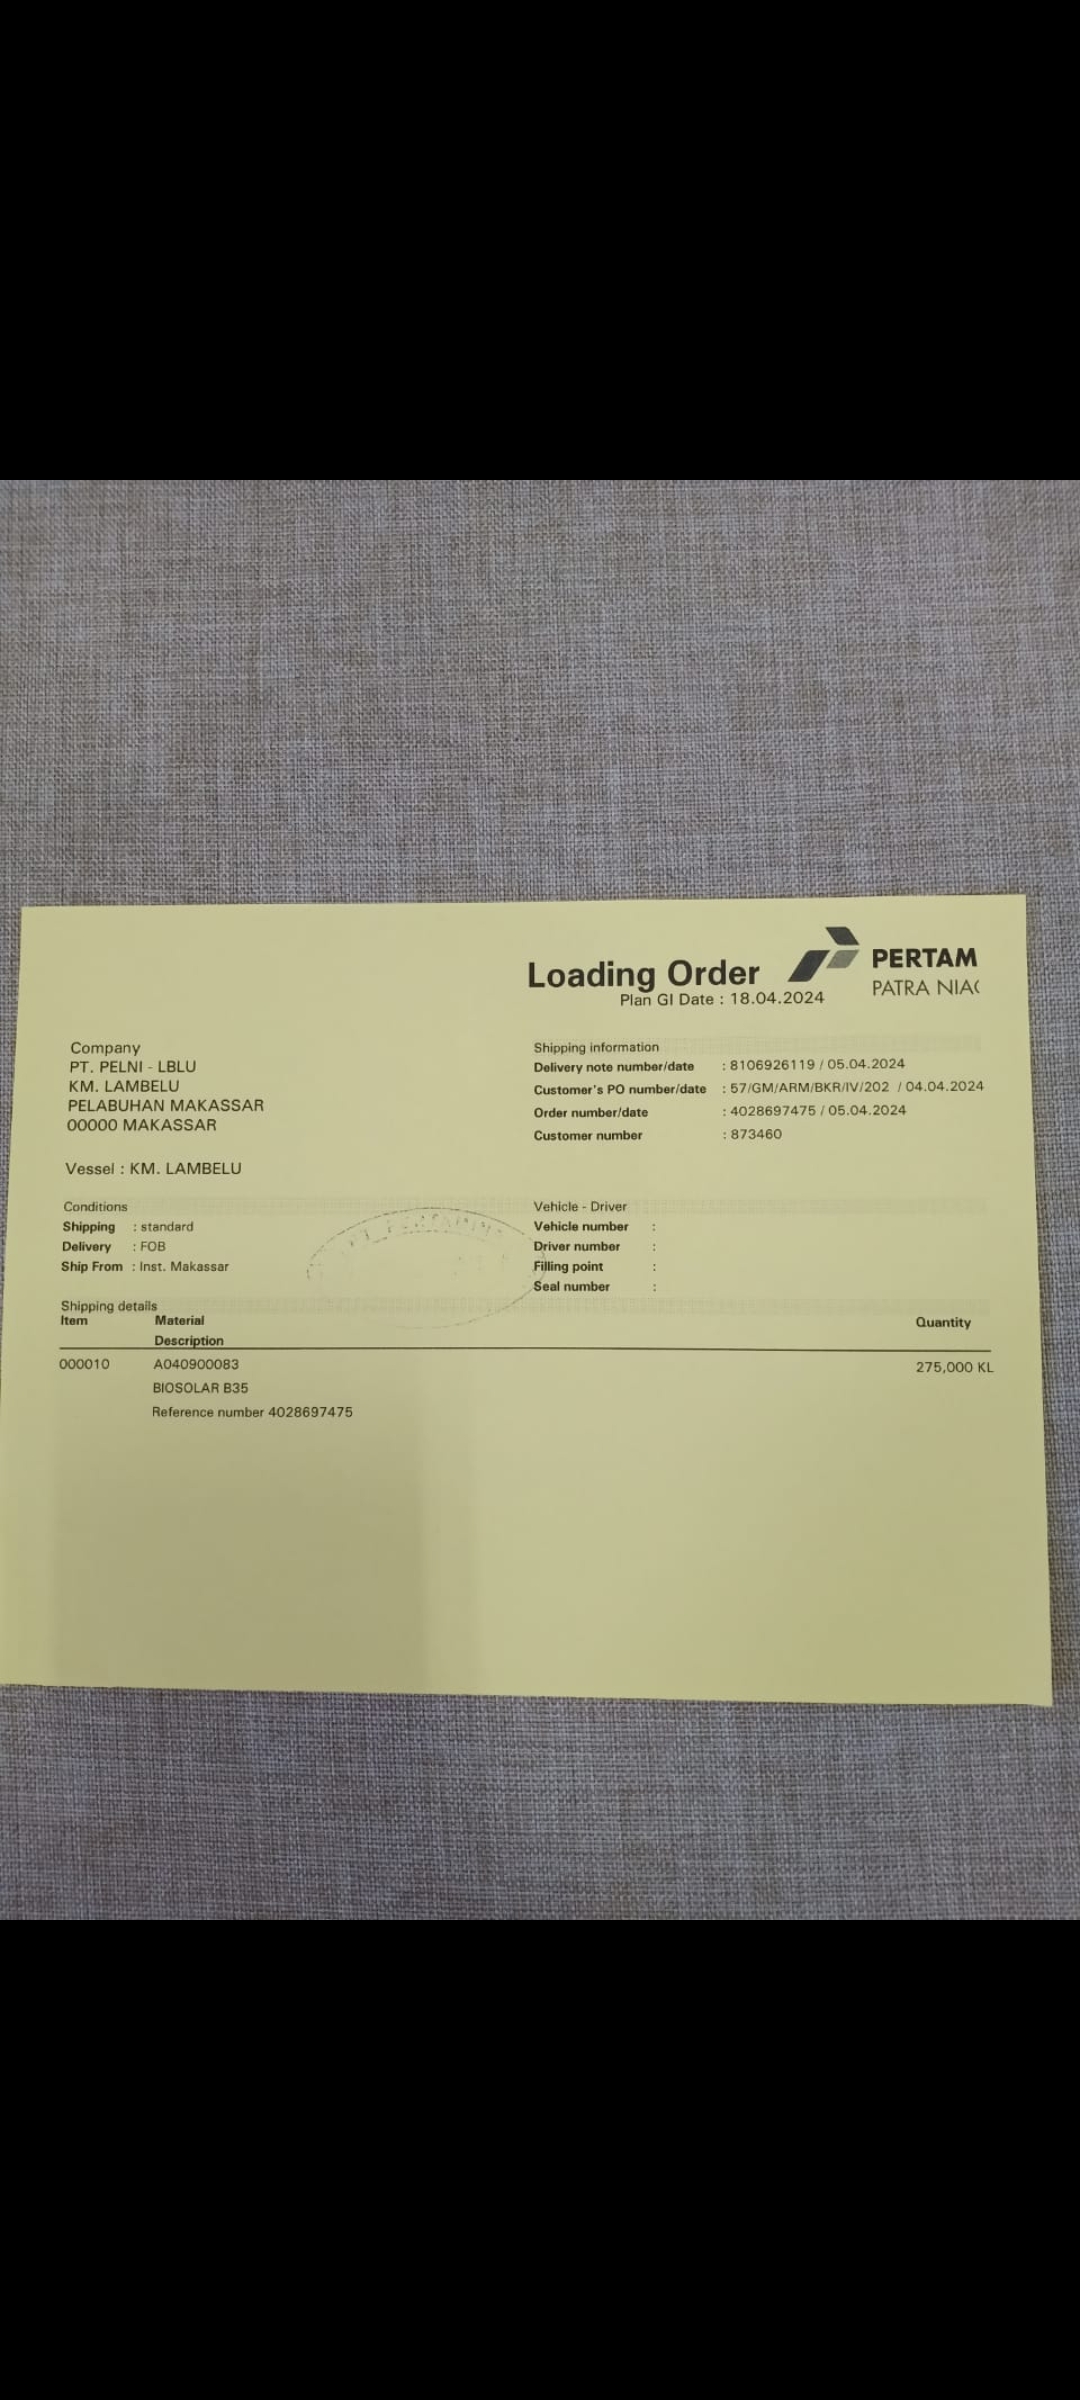 Loading Order
Plan GI Date : 18.04.2024
PERTAM
PATRA NIA
Company
PT. PELNI - LBLU
KM. LAMBELU
PELABUHAN MAKASSAR
00000 MAKASSAR
Vessel : KM. LAMBELU
Shipping information
Delivery note number/date : 8106926119 / 05.04.2024
Customer's PO number/date : 57/GM/ARM/BKR/IV/202 / 04.04.2024
Order number/date : 4028697475 / 05.04.2024
Customer number : 873460
Conditions
Shipping : standard
Delivery : FOB
Ship From : Inst. Makassar
Vehicle - Driver
Vehicle number :
Driver number :
Filling point :
Seal number :
Shipping details
Item Material Quantity
Description
000010 A040900083 275,000 KL
BIOSOLAR B35
Reference number 4028697475